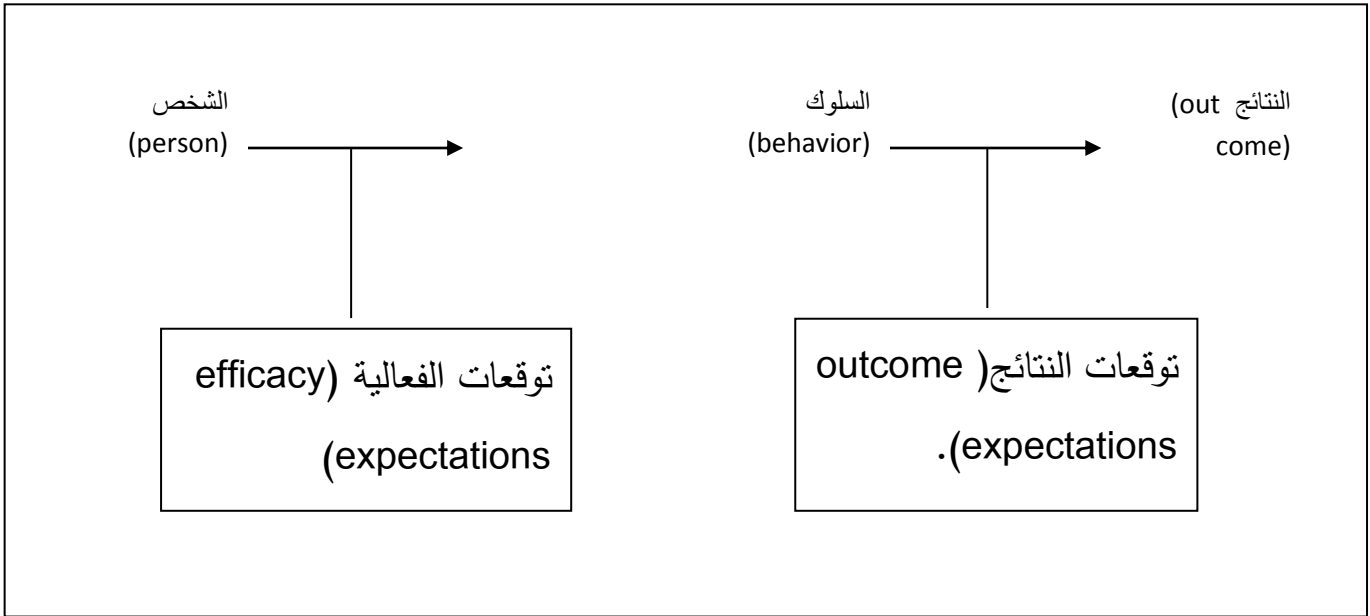 الشخص
(person)
السلوك
(behavior)
النتائج (out
come)
توقعات الفعالية (efficacy
expectations)
توقعات النتائج( outcome
expectations).